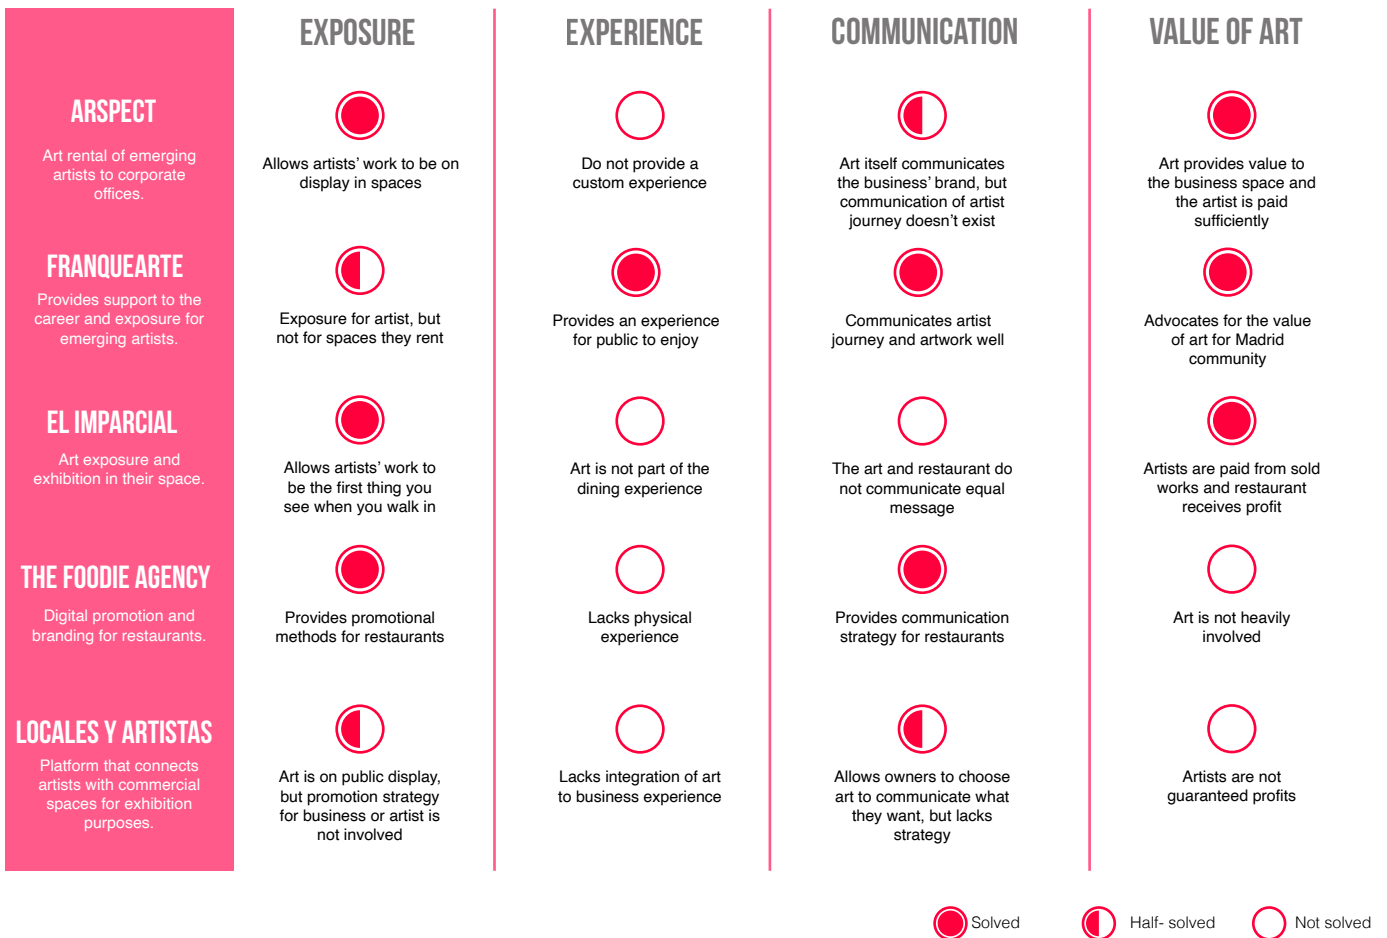 EXPOSURE
EXPERIENCE
COMMUNICATION
VALUE OF ART
ARSPECT
Art rental of emerging
artists to corporate
offices.
Allows artists’ work to be on
display in spaces
Do not provide a
custom experience
Art itself communicates
the business’ brand, but
communication of artist
journey doesn’t exist
Art provides value to
the business space and
the artist is paid
sufficiently
FRANQUEARTE
Provides support to the
career and exposure for
emerging artists.
Exposure for artist, but
not for spaces they rent
Provides an experience
for public to enjoy
Communicates artist
journey and artwork well
Advocates for the value
of art for Madrid
community
EL IMPARCIAL
Art exposure and
exhibition in their space.
Allows artists’ work to
be the first thing you
see when you walk in
Art is not part of the
dining experience
The art and restaurant do
not communicate equal
message
Artists are paid from sold
works and restaurant
receives profit
THE FOODIE AGENCY
Digital promotion and
branding for restaurants.
Provides promotional
methods for restaurants
Lacks physical
experience
Provides communication
strategy for restaurants
Art is not heavily
involved
LOCALES Y ARTISTAS
Platform that connects
artists with commercial
spaces for exhibition
purposes.
Art is on public display,
but promotion strategy
for business or artist is
not involved
Lacks integration of art
to business experience
Allows owners to choose
art to communicate what
they want, but lacks
strategy
Artists are not
guaranteed profits
Solved
Half- solved
Not solved